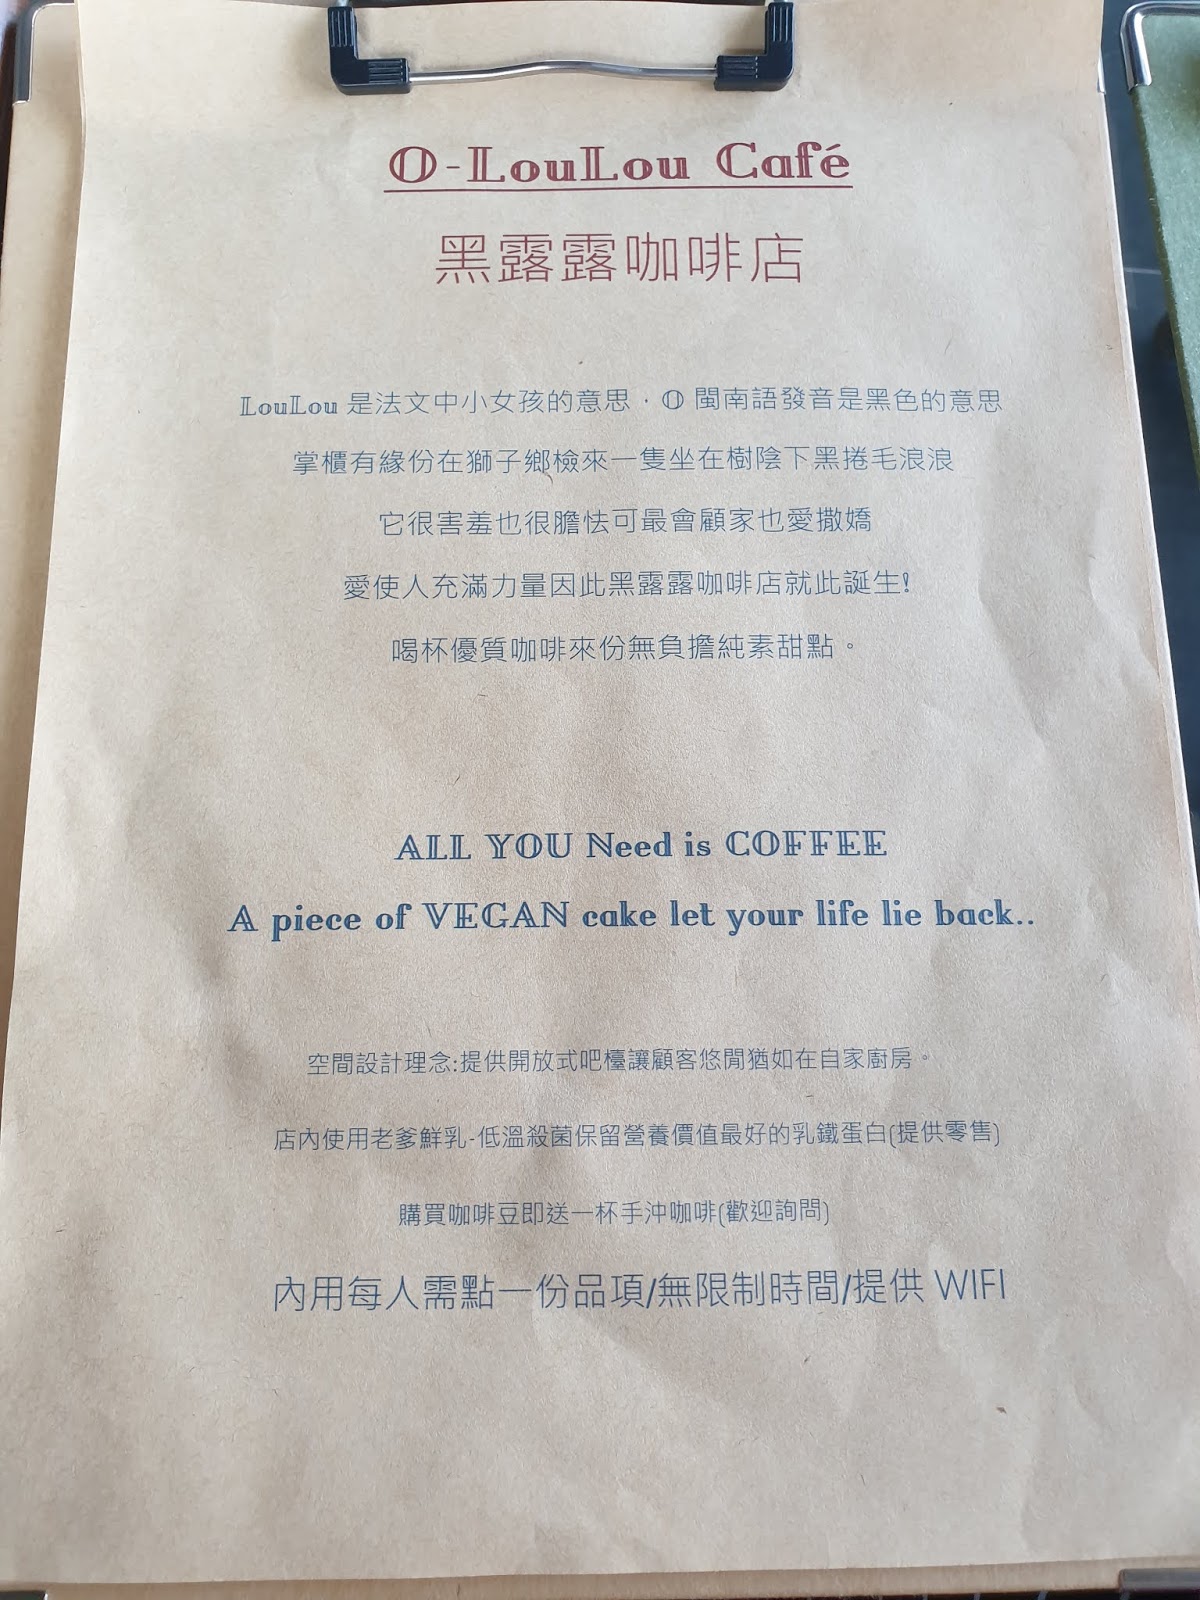 O-LouLou Café
黑露露咖啡店
LouLou 是法文中小女孩的意思，O 閩南語發音是黑色的意思
掌櫃有緣份在獅子鄉檢來一隻坐在樹陰下黑捲毛浪浪
它很害羞也很膽怯可最會顧家也愛撒嬌
愛使人充滿力量因此黑露露咖啡店就此誕生!
喝杯優質咖啡來份無負擔純素甜點。
ALL YOU Need is COFFEE
A piece of VEGAN cake let your life lie back..
空間設計理念:提供開放式吧檯讓顧客悠閒猶如在自家廚房。
店內使用老爹鮮乳-低溫殺菌保留營養價值最好的乳鐵蛋白(提供零售)
購買咖啡豆即送一杯手沖咖啡(歡迎詢問)
內用每人需點一份品項/無限制時間/提供 WIFI